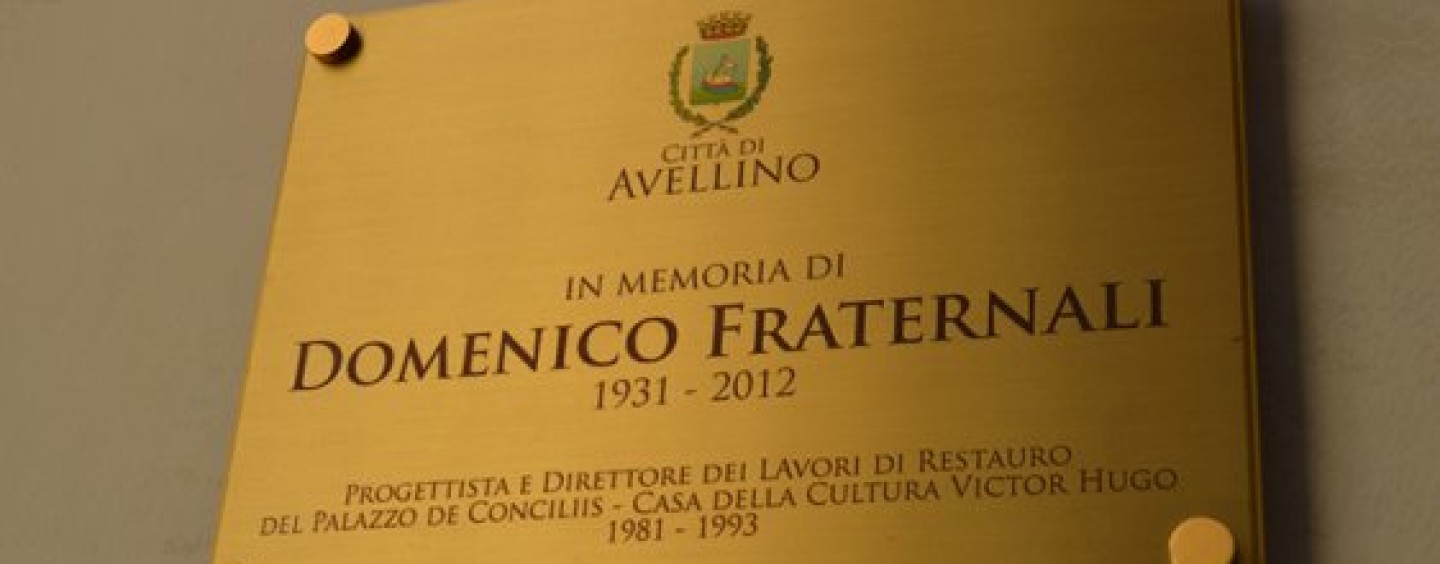 CITTÀ DI
AVELLINO
IN MEMORIA DI
DOMENICO FRATERNALI
1931 - 2012
PROGETTISTA E DIRETTORE DEI LAVORI DI RESTAURO
DEL PALAZZO DE CONCILIIS - CASA DELLA CULTURA VICTOR HUGO
1981 - 1993